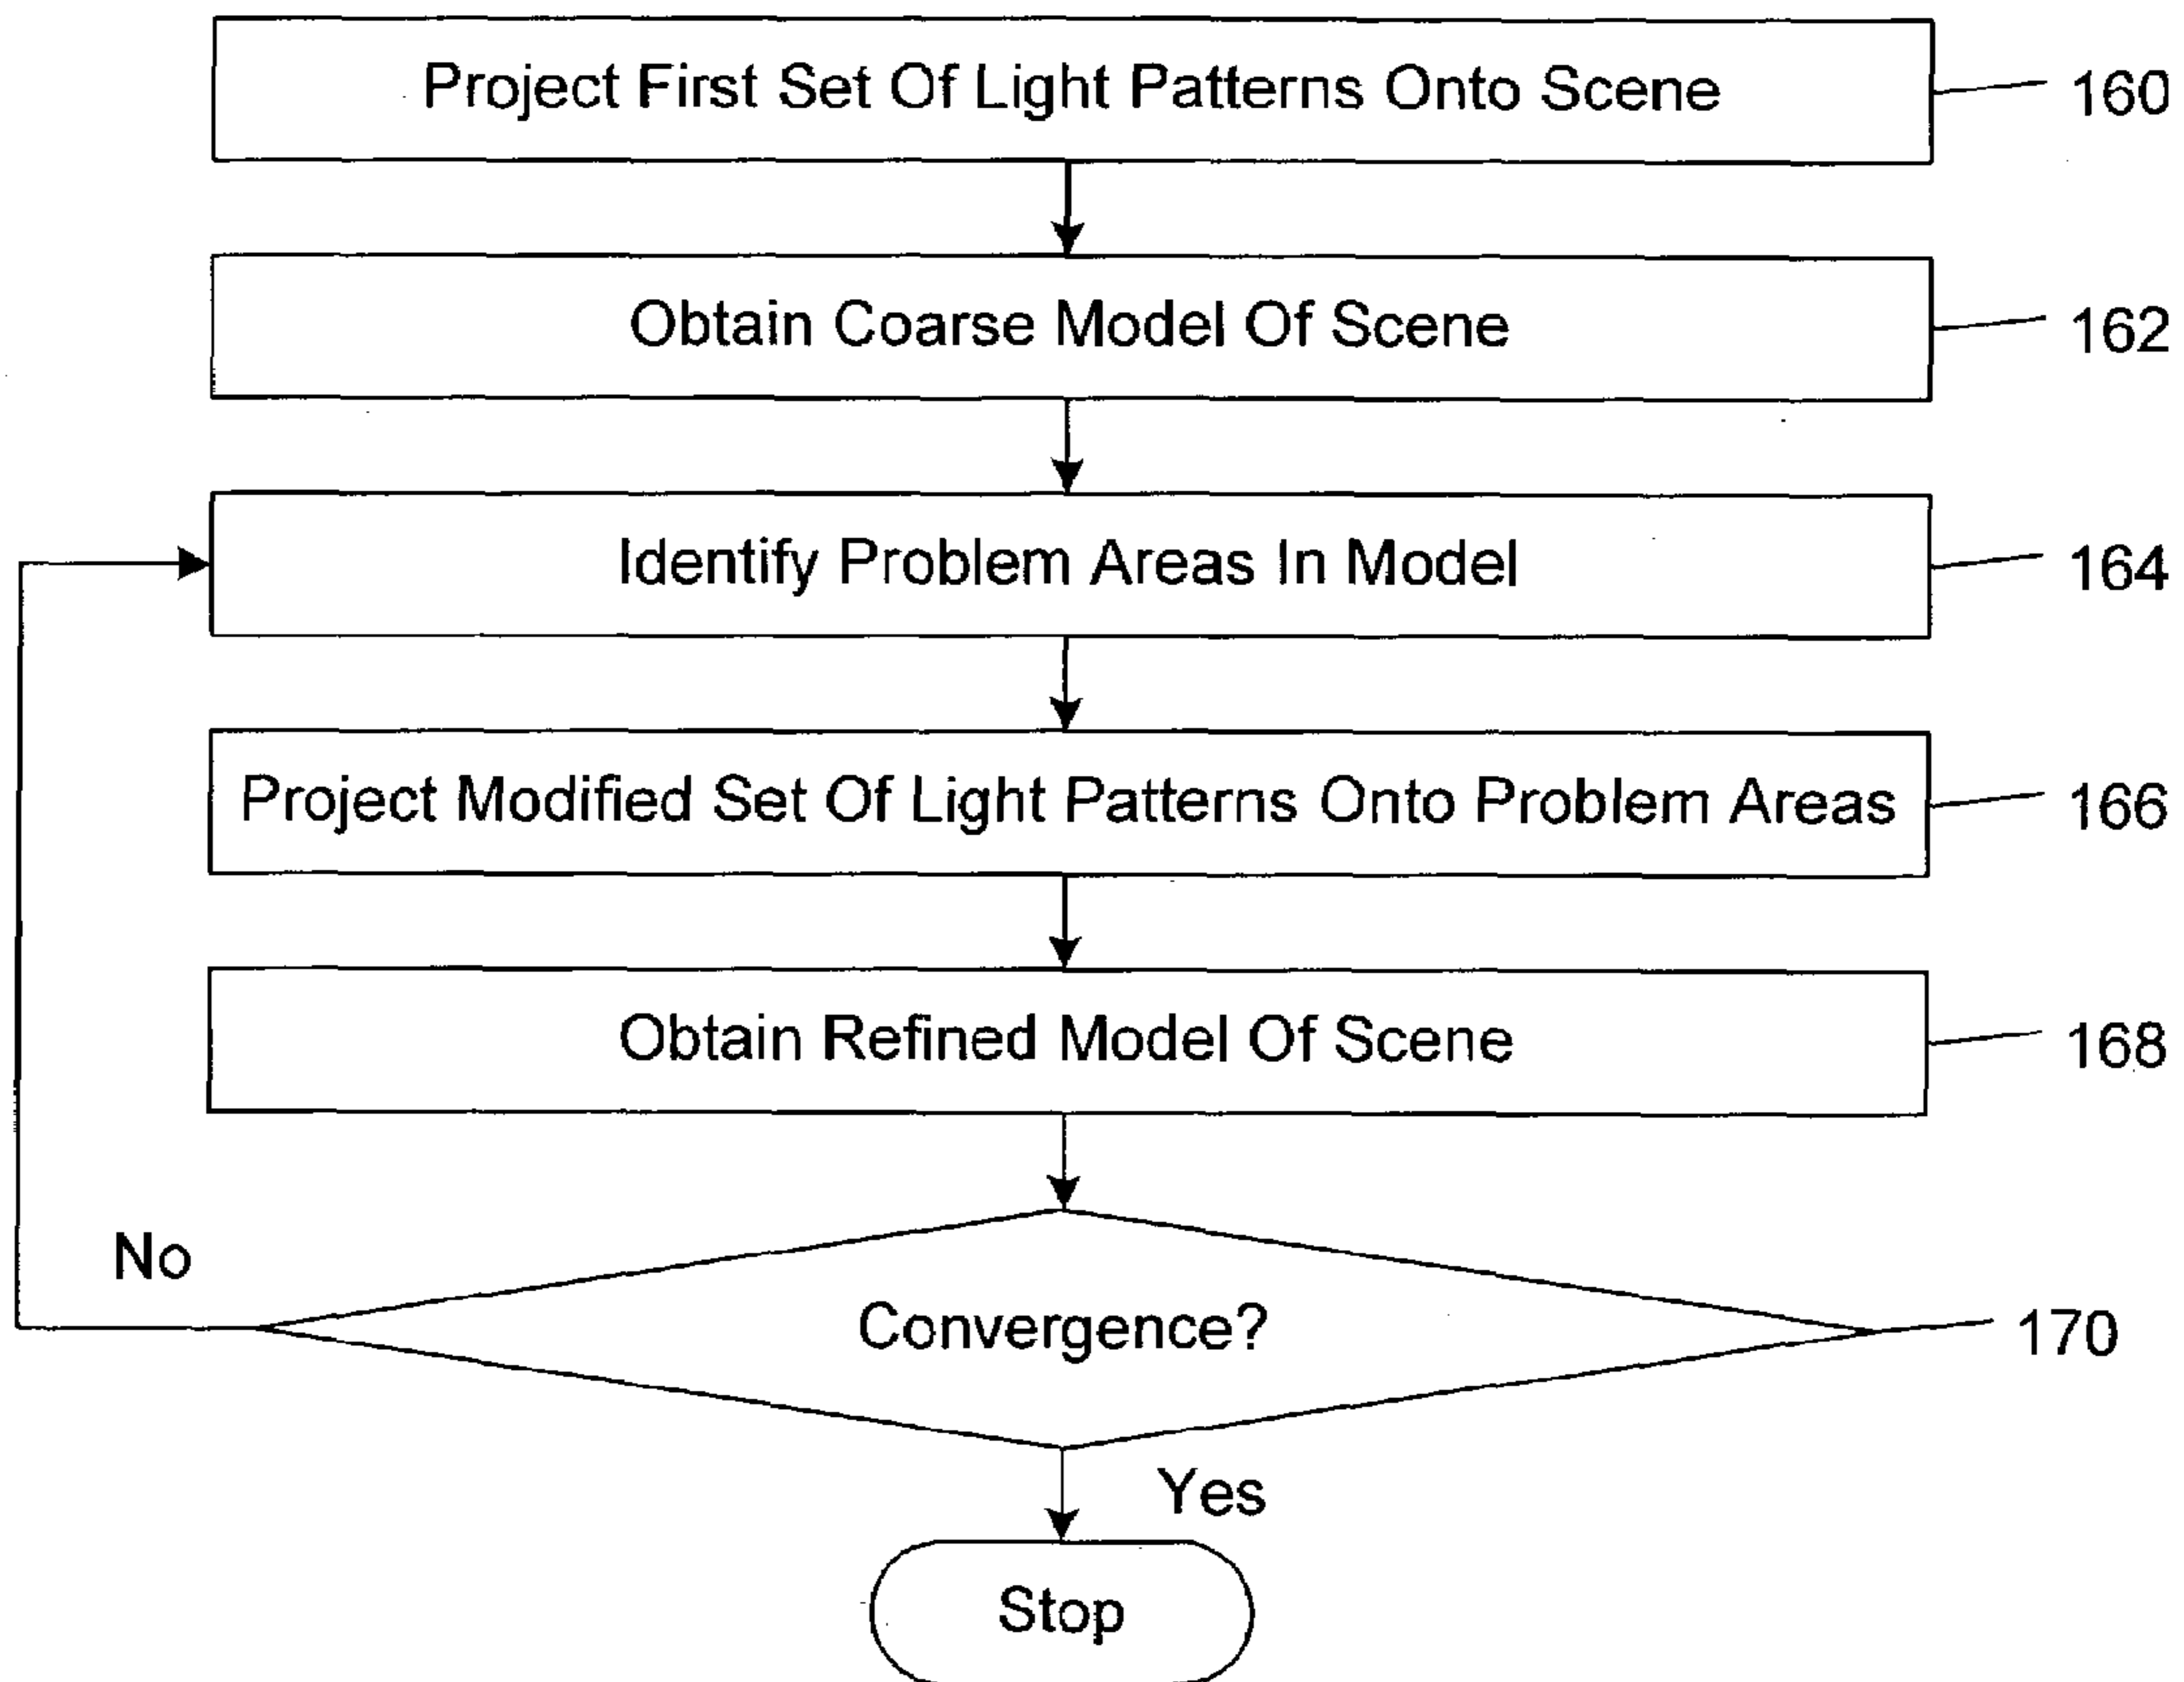 Project First Set Of Light Patterns Onto Scene
160
Obtain Coarse Model Of Scene
162
Identify Problem Areas In Model
164
Project Modified Set Of Light Patterns Onto Problem Areas
166
Obtain Refined Model Of Scene
168
No
Convergence?
170
Yes
Stop